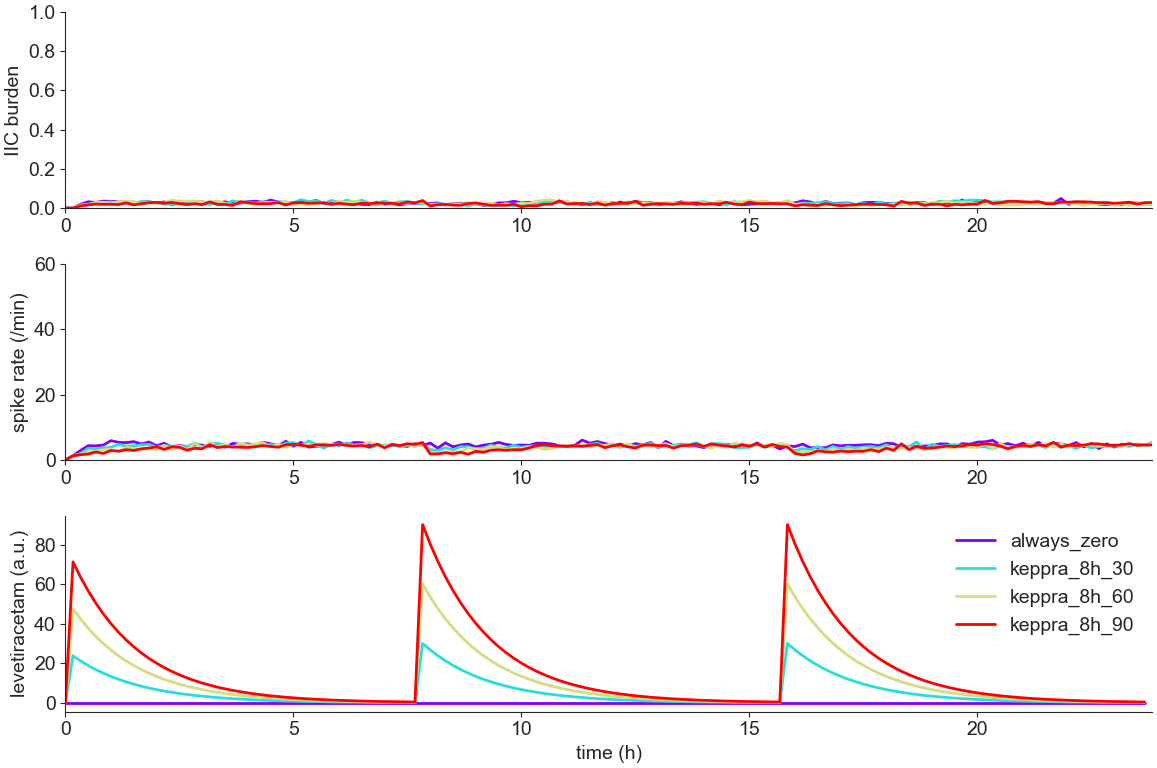 IIC burden
1.0
0.8
0.6
0.4
0.2
0.0
0 5 10 15 20
spike rate (/min)
60
40
20
0
0 5 10 15 20
levetiracetam (a.u.)
80
60
40
20
0
0 5 10 15 20
time (h)
always_zero
keppra_8h_30
keppra_8h_60
keppra_8h_90